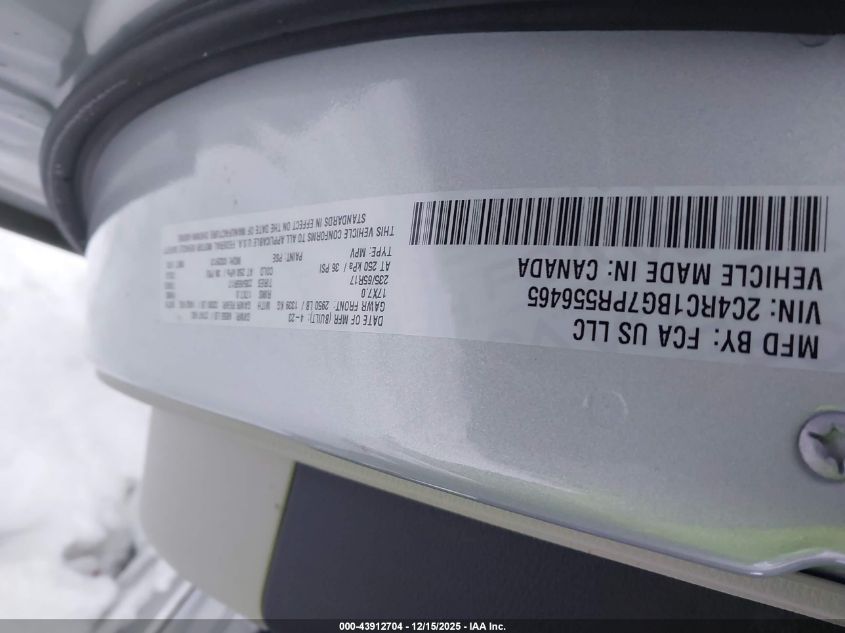 MFD BY: FCA US LLC
VIN: 2C4RC1BG7PR556465
VEHICLE MADE IN: CANADA
DATE OF MFR (BUILT): 4-23
GAWR FRONT: 2950 LB / 1339 KG
17X7.0
235/65R17
AT 250 kPa / 36 PSI
TYPE: MPV
PAINT: PSE
THIS VEHICLE CONFORMS TO ALL APPLICABLE U.S.A. FEDERAL MOTOR VEHICLE SAFETY
STANDARDS IN EFFECT ON THE DATE OF MANUFACTURE SHOWN ABOVE
000-43912704 - 12/15/2025 - IAA Inc.